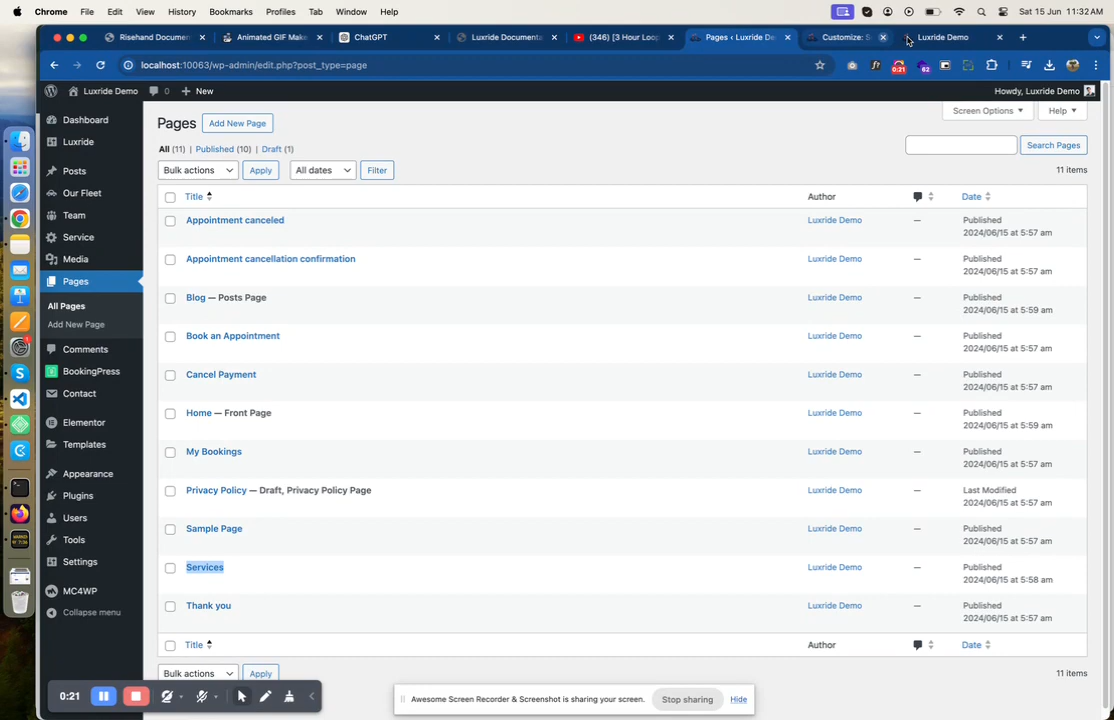 Chrome File Edit View History Bookmarks Profiles Tab Window Help Sat 15 Jun 11:32 AM
Risehand Documen Animated GIF Make ChatGPT Luxride Documenta (346) [3 Hour Loop Pages ‹ Luxride De Customize: S Luxride Demo
localhost:10063/wp-admin/edit.php?post_type=page 0:21 62
Luxride Demo 0 + New Howdy, Luxride Demo
Dashboard
Luxride
Posts
Our Fleet
Team
Service
Media
Pages
All Pages
Add New Page
Comments
BookingPress
Contact
Elementor
Templates
Appearance
Plugins
Users
Tools
Settings
MC4WP
Collapse menu
Pages Add New Page Screen Options Help
All (11) | Published (10) | Draft (1) Search Pages
Bulk actions Apply All dates Filter 11 items
Title Author Date
Appointment canceled Luxride Demo — Published
2024/06/15 at 5:57 am
Appointment cancellation confirmation Luxride Demo — Published
2024/06/15 at 5:57 am
Blog — Posts Page Luxride Demo — Published
2024/06/15 at 5:59 am
Book an Appointment Luxride Demo — Published
2024/06/15 at 5:57 am
Cancel Payment Luxride Demo — Published
2024/06/15 at 5:57 am
Home — Front Page Luxride Demo — Published
2024/06/15 at 5:59 am
My Bookings Luxride Demo — Published
2024/06/15 at 5:57 am
Privacy Policy — Draft, Privacy Policy Page Luxride Demo — Last Modified
2024/06/15 at 5:57 am
Sample Page Luxride Demo — Published
2024/06/15 at 5:57 am
Services Luxride Demo — Published
2024/06/15 at 5:58 am
Thank you Luxride Demo — Published
2024/06/15 at 5:57 am
Title Author Date
Bulk actions Apply 11 items
0:21
Awesome Screen Recorder & Screenshot is sharing your screen. Stop sharing Hide